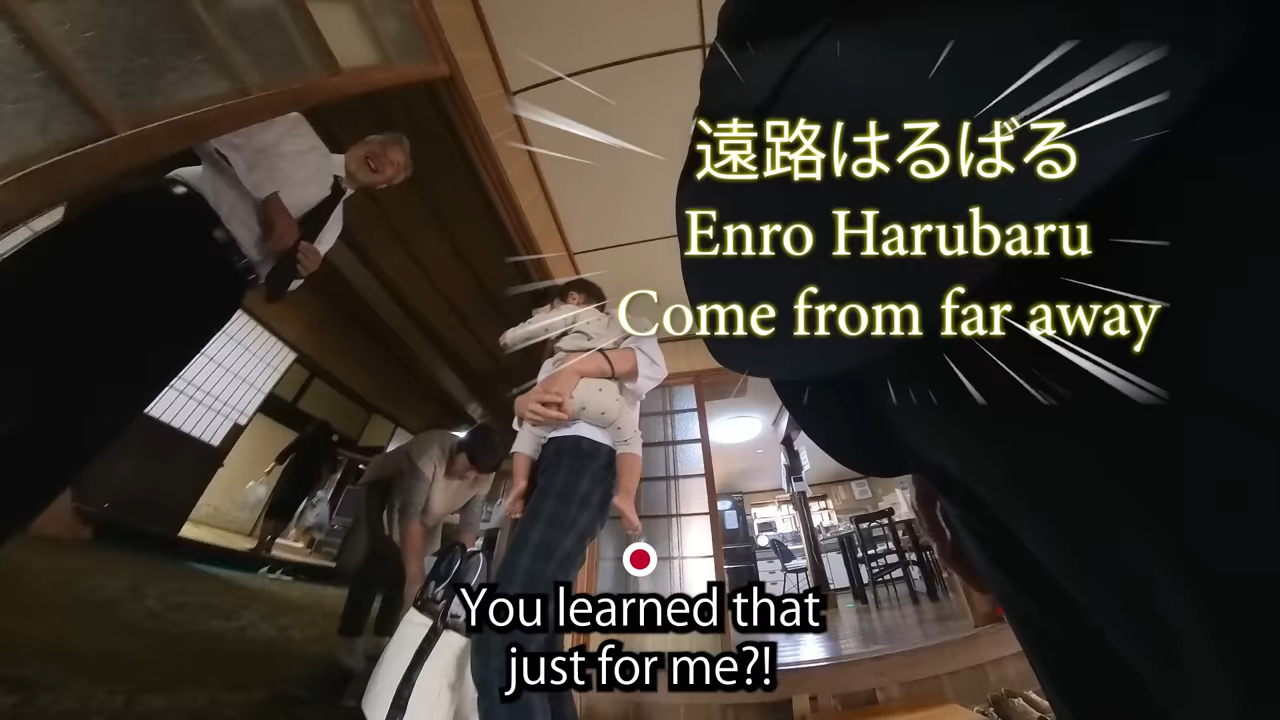 遠路はるばる
Enro Harubaru
Come from far away
You learned that
just for me?!